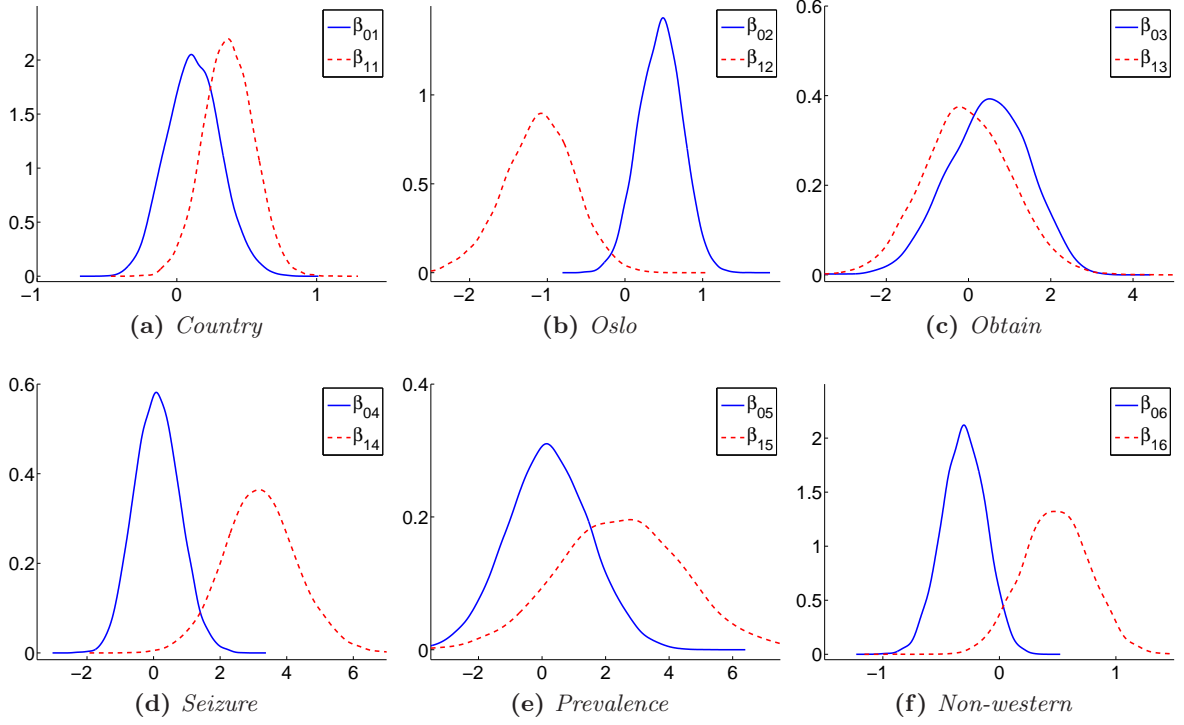 β01
β11
2
1.5
1
0.5
0
−1 0 1
(a) Country
β02
β12
1
0.5
0
−2 −1 0 1
(b) Oslo
β03
β13
0.6
0.4
0.2
0
−2 0 2 4
(c) Obtain
β04
β14
0.6
0.4
0.2
0
−2 0 2 4 6
(d) Seizure
β05
β15
0.4
0.2
0
−2 0 2 4 6
(e) Prevalence
β06
β16
2
1.5
1
0.5
0
−1 0 1
(f) Non-western